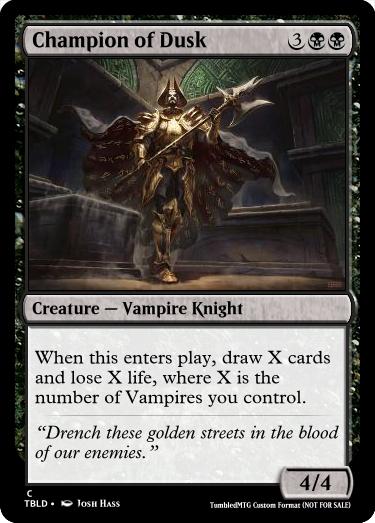 Champion of Dusk 3
Creature — Vampire Knight
When this enters play, draw X cards
and lose X life, where X is the
number of Vampires you control.
“Drench these golden streets in the blood
of our enemies.”
4/4
C
TBLD • Josh Hass
TumbledMTG Custom Format (NOT FOR SALE)